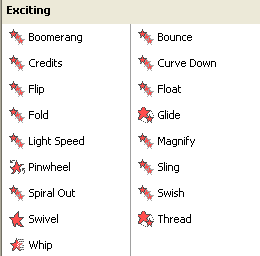 Exciting
Boomerang Bounce
Credits Curve Down
Flip Float
Fold Glide
Light Speed Magnify
Pinwheel Sling
Spiral Out Swish
Swivel Thread
Whip